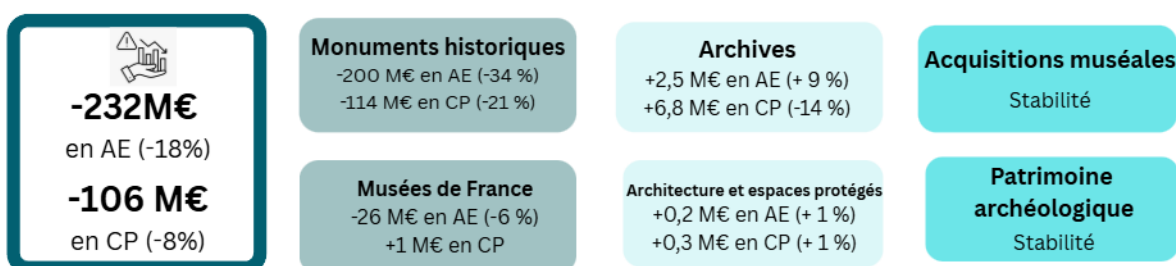 -232M€
en AE (-18%)
-106 M€
en CP (-8%)
Monuments historiques
-200 M€ en AE (-34 %)
-114 M€ en CP (-21 %)
Musées de France
-26 M€ en AE (-6 %)
+1 M€ en CP
Archives
+2,5 M€ en AE (+ 9 %)
+6,8 M€ en CP (-14 %)
Architecture et espaces protégés
+0,2 M€ en AE (+ 1 %)
+0,3 M€ en CP (+ 1 %)
Acquisitions muséales
Stabilité
Patrimoine
archéologique
Stabilité